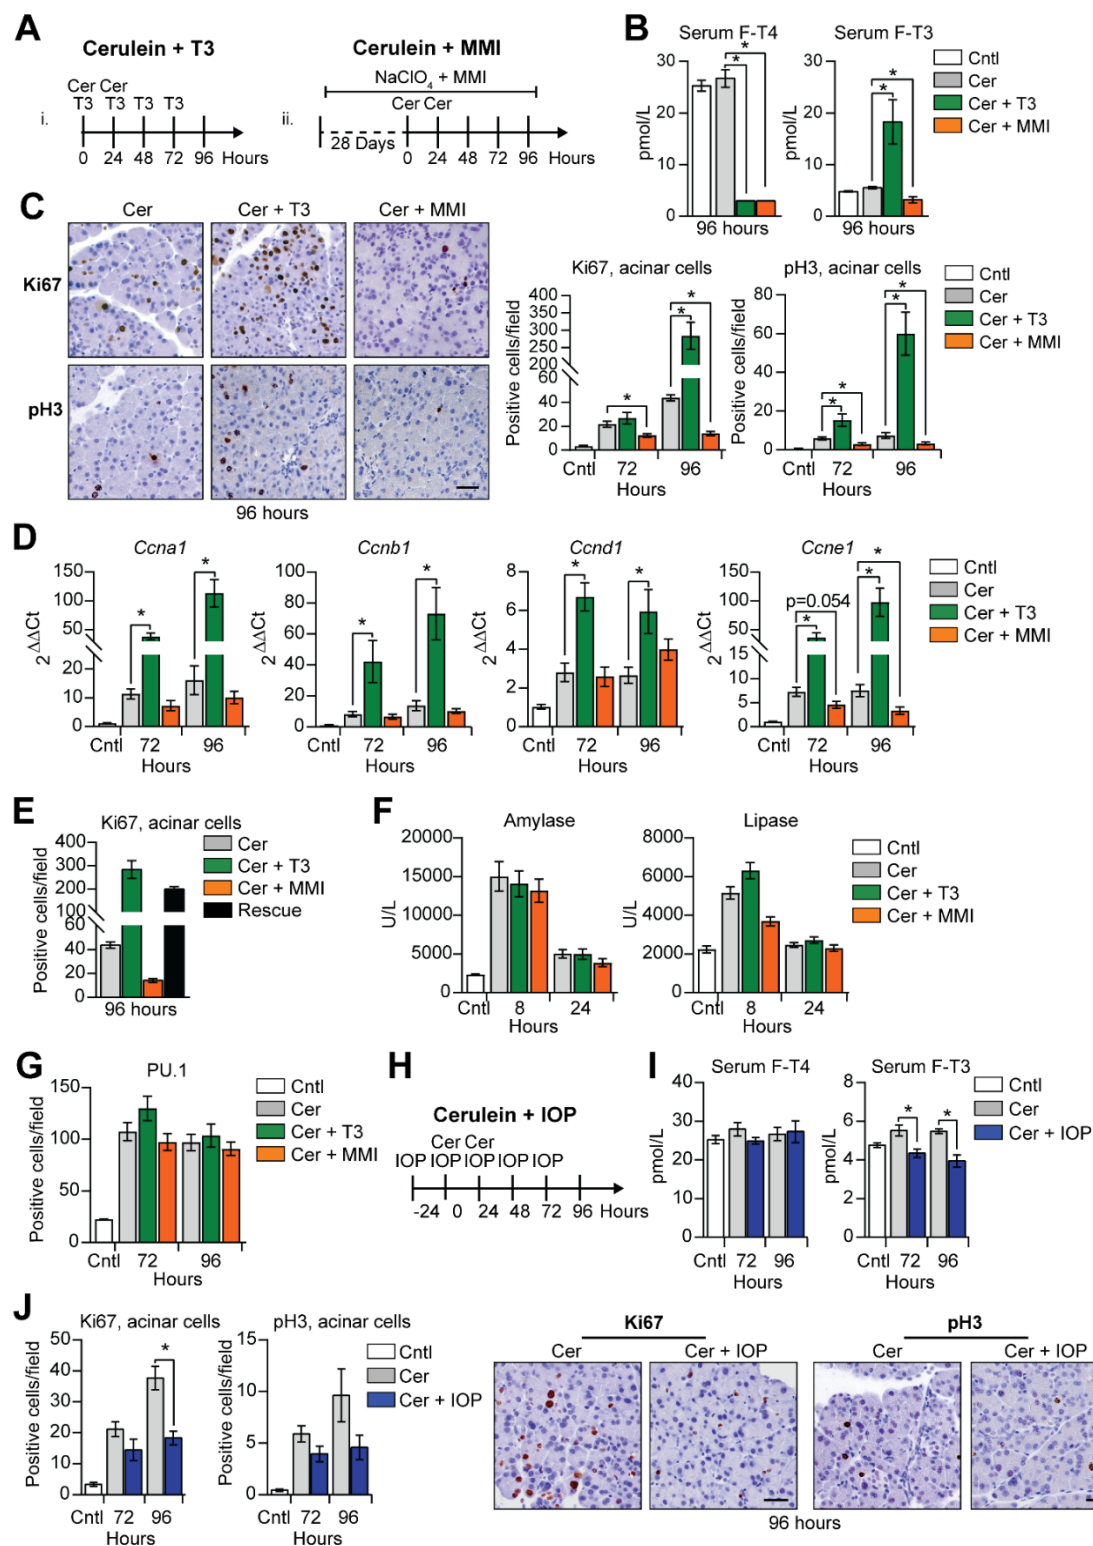 A
Cerulein + T3
Cer Cer
T3 T3 T3 T3
i.
0 24 48 72 96 Hours
Cerulein + MMI
NaClO4 + MMI
Cer Cer
ii.
28 Days
0 24 48 72 96 Hours
B
Serum F-T4
pmol/L
30
20
10
0
* *
96 hours
Serum F-T3
pmol/L
30
20
10
0
* *
96 hours
Cntl
Cer
Cer + T3
Cer + MMI
C
Cer Cer + T3 Cer + MMI
Ki67
pH3
96 hours
Ki67, acinar cells
Positive cells/field
400
350
300
250
200
40
20
0
* * *
Cntl 72 96
Hours
pH3, acinar cells
Positive cells/field
80
60
40
20
0
* * * *
Cntl 72 96
Hours
Cntl
Cer
Cer + T3
Cer + MMI
D
Ccna1
2^ΔΔCt
150
100
50
20
10
0
* *
Cntl 72 96
Hours
Ccnb1
2^ΔΔCt
100
80
60
40
20
0
* *
Cntl 72 96
Hours
Ccnd1
2^ΔΔCt
8
6
4
2
0
* *
Cntl 72 96
Hours
Ccne1
2^ΔΔCt
150
100
50
15
10
5
0
p=0.054
* * *
Cntl 72 96
Hours
Cntl
Cer
Cer + T3
Cer + MMI
E
Ki67, acinar cells
Positive cells/field
400
300
200
100
60
40
20
0
96 hours
Cer
Cer + T3
Cer + MMI
Rescue
F
Amylase
U/L
20000
15000
10000
5000
0
Cntl 8 24
Hours
Lipase
U/L
8000
6000
4000
2000
0
Cntl 8 24
Hours
Cntl
Cer
Cer + T3
Cer + MMI
G
PU.1
Positive cells/field
150
100
50
0
Cntl 72 96
Hours
Cntl
Cer
Cer + T3
Cer + MMI
H
Cerulein + IOP
Cer Cer
IOP IOP IOP IOP IOP
-24 0 24 48 72 96 Hours
I
Serum F-T4
pmol/L
40
30
20
10
0
Cntl 72 96
Hours
Serum F-T3
pmol/L
8
6
4
2
0
* *
Cntl 72 96
Hours
Cntl
Cer
Cer + IOP
J
Ki67, acinar cells
Positive cells/field
50
40
30
20
10
0
*
Cntl 72 96
Hours
pH3, acinar cells
Positive cells/field
15
10
5
0
Cntl 72 96
Hours
Cntl
Cer
Cer + IOP
Ki67
Cer Cer + IOP
pH3
Cer Cer + IOP
96 hours